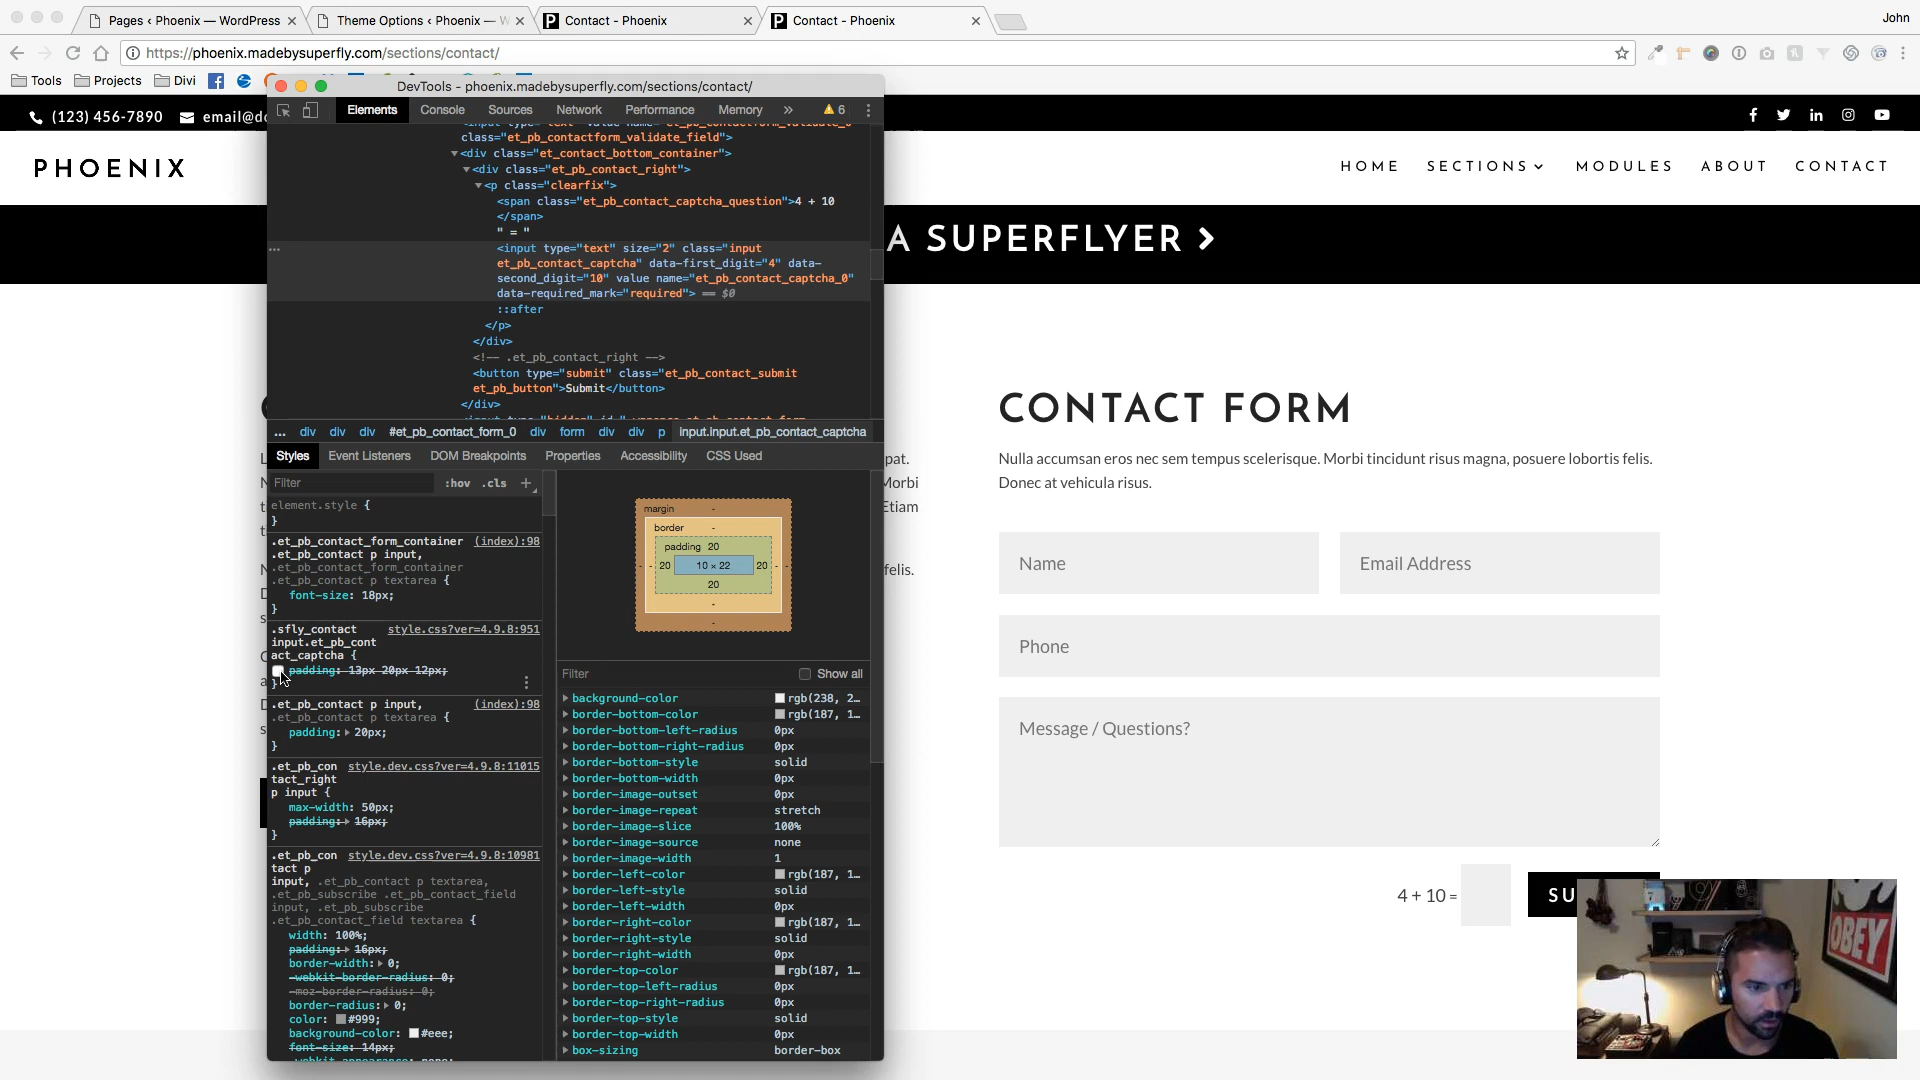 Pages ‹ Phoenix — WordPress
Theme Options ‹ Phoenix — W
Contact - Phoenix
Contact - Phoenix
John
https://phoenix.madebysuperfly.com/sections/contact/
Tools
Projects
Divi
DevTools - phoenix.madebysuperfly.com/sections/contact/
Elements
Console
Sources
Network
Performance
Memory
»
6
(123) 456-7890
email@do
PHOENIX
HOME
SECTIONS
MODULES
ABOUT
CONTACT
A SUPERFLYER
class="et_pb_contactform_validate_field">
<div class="et_contact_bottom_container">
<div class="et_pb_contact_right">
<p class="clearfix">
<span class="et_pb_contact_captcha_question">4 + 10
</span>
" = "
<input type="text" size="2" class="input
et_pb_contact_captcha" data-first_digit="4" data-
second_digit="10" value name="et_pb_contact_captcha_0"
data-required_mark="required"> == $0
::after
</p>
</div>
<!-- .et_pb_contact_right -->
<button type="submit" class="et_pb_contact_submit
et_pb_button">Submit</button>
</div>
... div div div #et_pb_contact_form_0 div form div div p input.input.et_pb_contact_captcha
Styles
Event Listeners
DOM Breakpoints
Properties
Accessibility
CSS Used
Filter
:hov
.cls
+
element.style {
}
.et_pb_contact_form_container (index):98
.et_pb_contact p input,
.et_pb_contact_form_container
.et_pb_contact p textarea {
font-size: 18px;
}
.sfly_contact style.css?ver=4.9.8:951
input.et_pb_cont
act_captcha {
padding: 13px 20px 12px;
}
.et_pb_contact p input, (index):98
.et_pb_contact p textarea {
padding: 20px;
}
.et_pb_con style.dev.css?ver=4.9.8:11015
tact_right
p input {
max-width: 50px;
padding: 16px;
}
.et_pb_con style.dev.css?ver=4.9.8:10981
tact p
input, .et_pb_contact p textarea,
.et_pb_subscribe .et_pb_contact_field
input, .et_pb_subscribe
.et_pb_contact_field textarea {
width: 100%;
padding: 16px;
border-width: 0;
-webkit-border-radius: 0;
-moz-border-radius: 0;
border-radius: 0;
color: #999;
background-color: #eee;
font-size: 14px;
margin -
border -
padding 20
- - 20 10 × 22 20 - -
20
-
-
Filter
Show all
background-color rgb(238, 2…
border-bottom-color rgb(187, 1…
border-bottom-left-radius 0px
border-bottom-right-radius 0px
border-bottom-style solid
border-bottom-width 0px
border-image-outset 0px
border-image-repeat stretch
border-image-slice 100%
border-image-source none
border-image-width 1
border-left-color rgb(187, 1…
border-left-style solid
border-left-width 0px
border-right-color rgb(187, 1…
border-right-style solid
border-right-width 0px
border-top-color rgb(187, 1…
border-top-left-radius 0px
border-top-right-radius 0px
border-top-style solid
border-top-width 0px
box-sizing border-box
pat.
Morbi
Etiam
felis.
CONTACT FORM
Nulla accumsan eros nec sem tempus scelerisque. Morbi tincidunt risus magna, posuere lobortis felis.
Donec at vehicula risus.
Name
Email Address
Phone
Message / Questions?
4 + 10 =
SU
OBEY